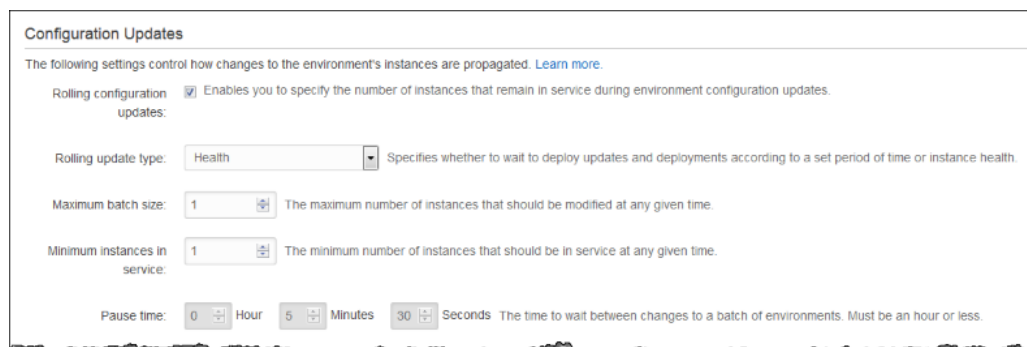 Configuration Updates
The following settings control how changes to the environment's instances are propagated. Learn more.
Rolling configuration updates: Enables you to specify the number of instances that remain in service during environment configuration updates.
Rolling update type: Health Specifies whether to wait to deploy updates and deployments according to a set period of time or instance health.
Maximum batch size: 1 The maximum number of instances that should be modified at any given time.
Minimum instances in service: 1 The minimum number of instances that should be in service at any given time.
Pause time: 0 Hour 5 Minutes 30 Seconds The time to wait between changes to a batch of environments. Must be an hour or less.